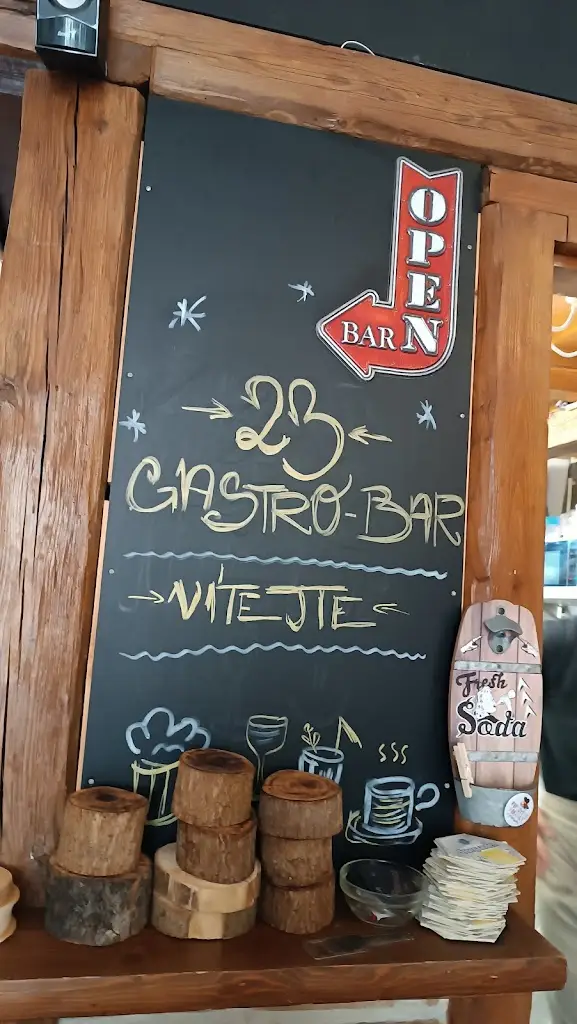 OPEN
BAR
23
GASTRO-BAR
VÍTEJTE
Fresh
Soda